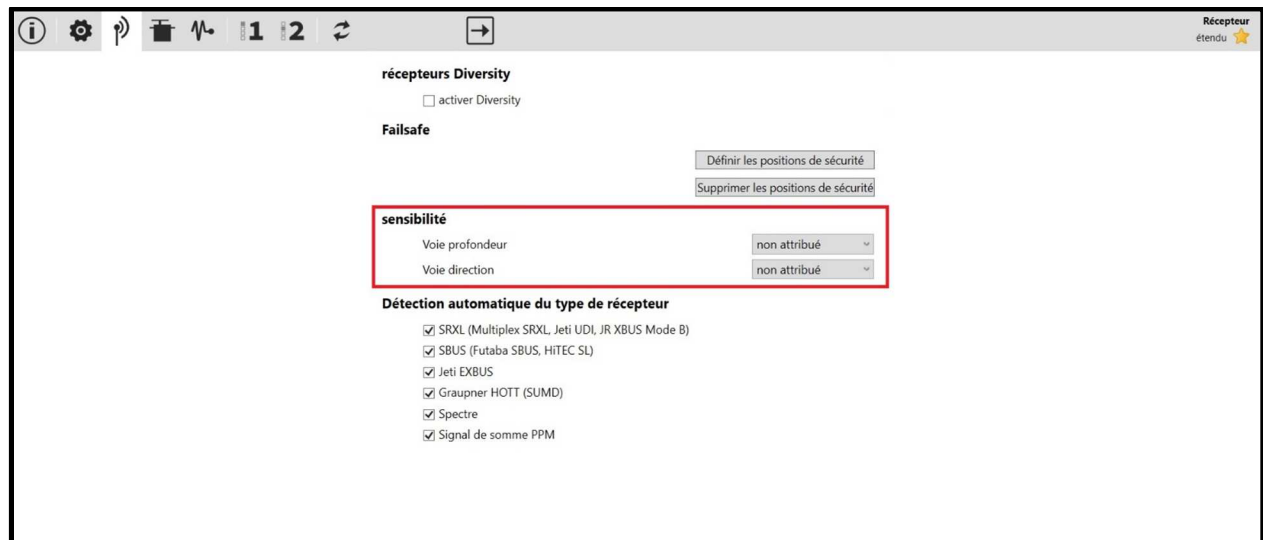 1 2
Récepteur
étendu
récepteurs Diversity
activer Diversity
Failsafe
Définir les positions de sécurité
Supprimer les positions de sécurité
sensibilité
Voie profondeur non attribué
Voie direction non attribué
Détection automatique du type de récepteur
SRXL (Multiplex SRXL, Jeti UDI, JR XBUS Mode B)
SBUS (Futaba SBUS, HiTEC SL)
Jeti EXBUS
Graupner HOTT (SUMD)
Spectre
Signal de somme PPM